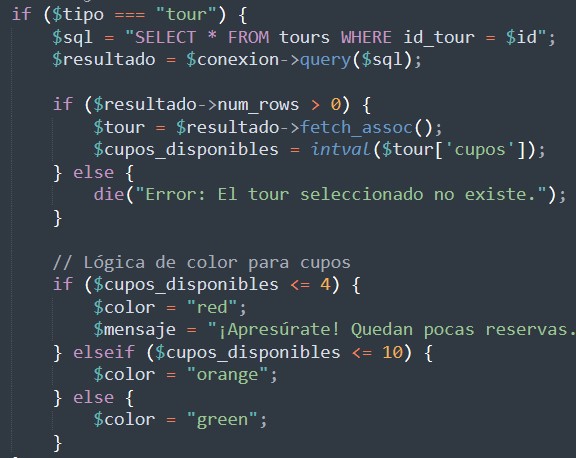 if ($tipo === "tour") {
$sql = "SELECT * FROM tours WHERE id_tour = $id";
$resultado = $conexion->query($sql);
if ($resultado->num_rows > 0) {
$tour = $resultado->fetch_assoc();
$cupos_disponibles = intval($tour['cupos']);
} else {
die("Error: El tour seleccionado no existe.");
}
// Lógica de color para cupos
if ($cupos_disponibles <= 4) {
$color = "red";
$mensaje = "¡Apresúrate! Quedan pocas reservas.
} elseif ($cupos_disponibles <= 10) {
$color = "orange";
} else {
$color = "green";
}